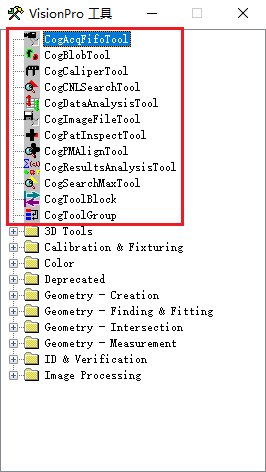 VisionPro 工具
CogAcqFifoTool
CogBlobTool
CogCaliperTool
CogCNLSearchTool
CogDataAnalysisTool
CogImageFileTool
CogPatInspectTool
CogPMAlignTool
CogResultsAnalysisTool
CogSearchMaxTool
CogToolBlock
CogToolGroup
3D Tools
Calibration & Fixturing
Color
Deprecated
Geometry - Creation
Geometry - Finding & Fitting
Geometry - Intersection
Geometry - Measurement
ID & Verification
Image Processing